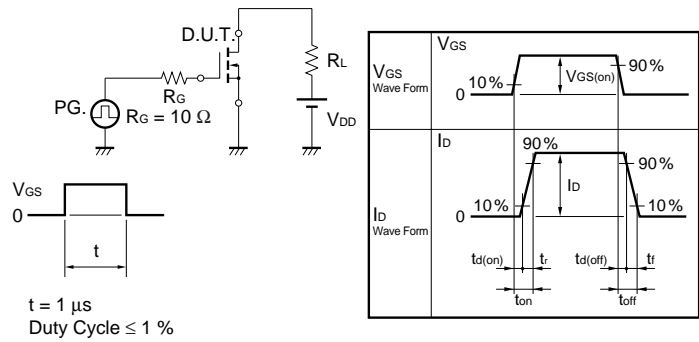 D.U.T.
RL
PG.
RG
RG = 10 Ω
VDD
VGS
0
t
t = 1 μs
Duty Cycle ≤ 1 %
VGS
Wave Form
VGS
10%
0
VGS(on)
90%
ID
Wave Form
ID
90%
90%
10%
0
ID
10%
td(on)
tr
td(off)
tf
ton
toff